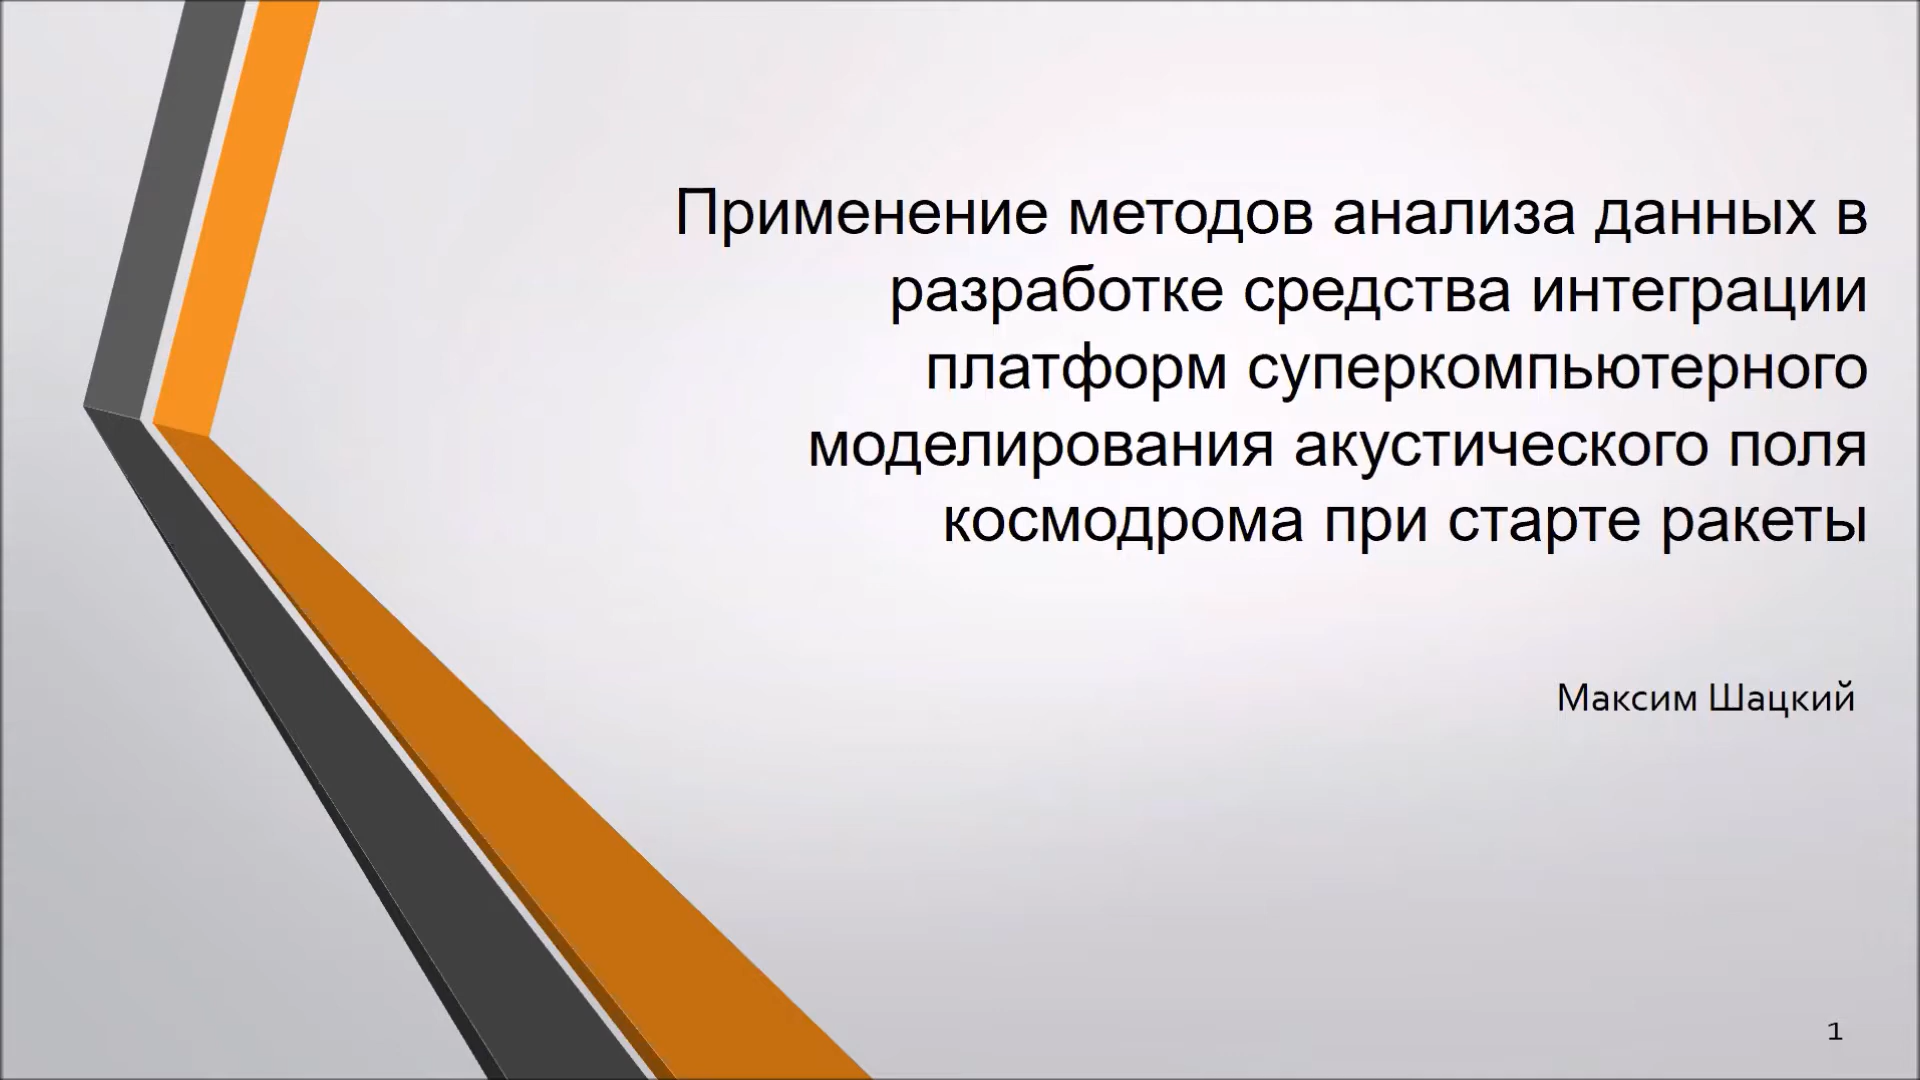 Применение методов анализа данных в
разработке средства интеграции
платформ суперкомпьютерного
моделирования акустического поля
космодрома при старте ракеты
Максим Шацкий
1